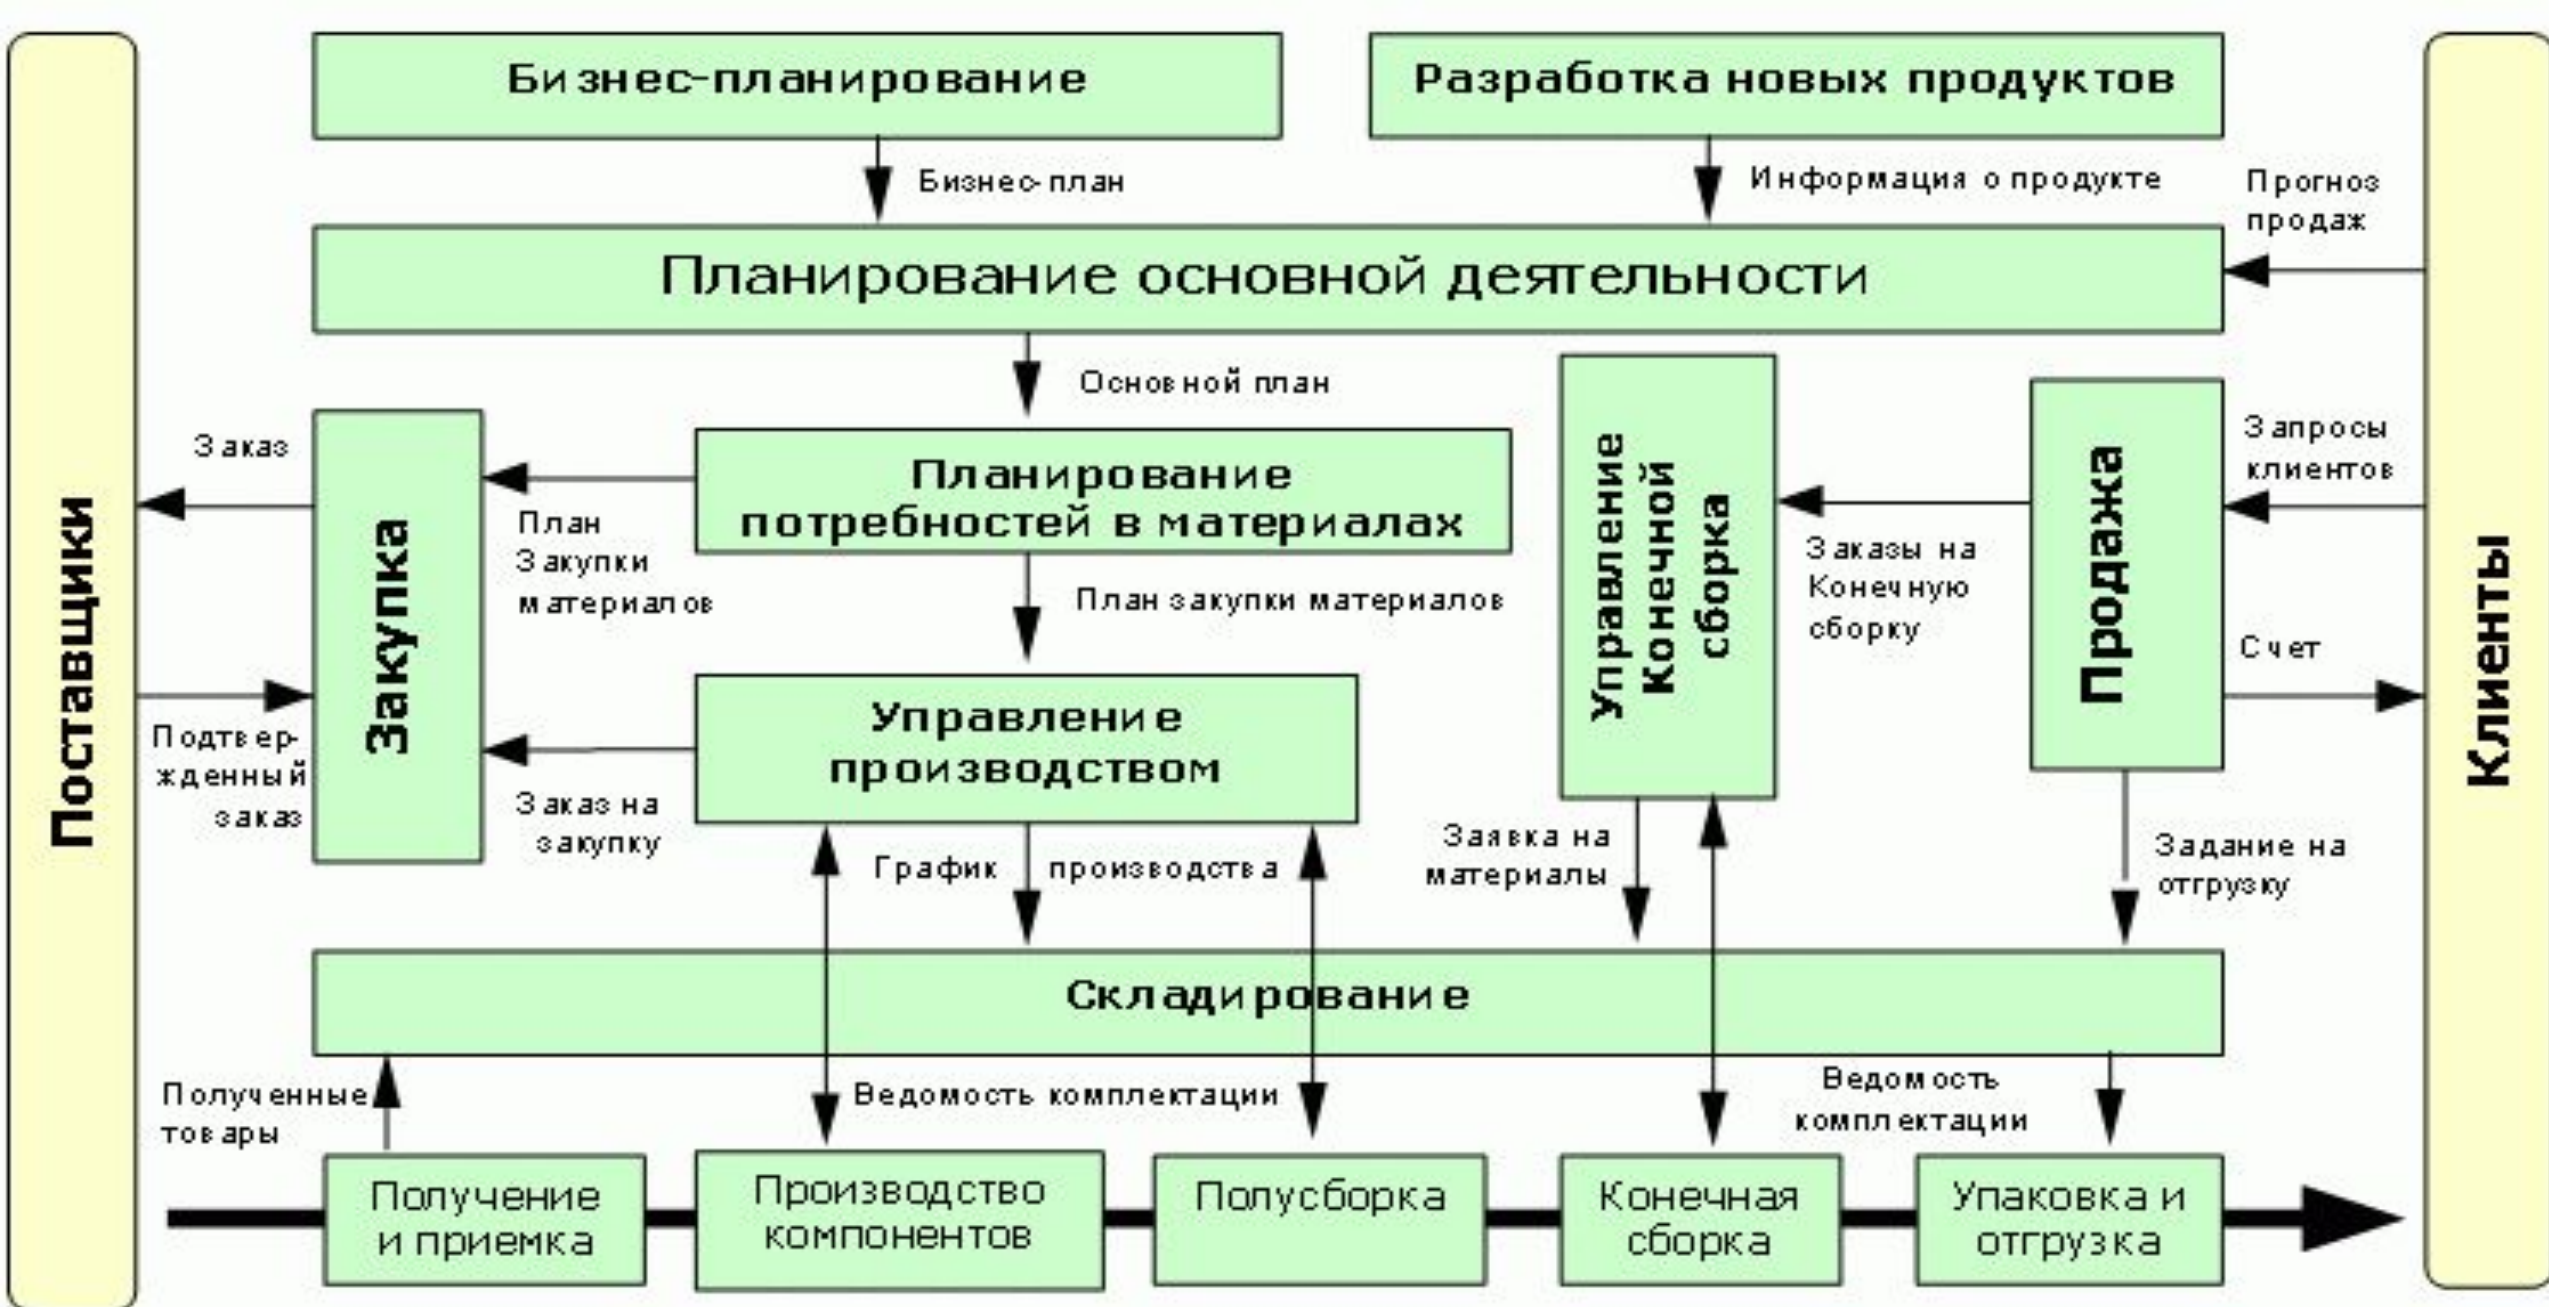 Бизнес-планирование
Разработка новых продуктов
Бизнес-план
Информация о продукте
Прогноз
продаж
Планирование основной деятельности
Основной план
Поставщики
Заказ
Подтвер-
жденный
заказ
Закупка
План
Закупки
материалов
Планирование
потребностей в материалах
План закупки материалов
Управление
производством
Заказ на
закупку
График производства
Управление
Конечной
сборка
Заказы на
Конечную
сборку
Продажа
Запросы
клиентов
Счет
Клиенты
Заявка на
материалы
Задание на
отгрузку
Складирование
Полученные
товары
Ведомость комплектации
Ведомость
комплектации
Получение
и приемка
Производство
компонентов
Полусборка
Конечная
сборка
Упаковка и
отгрузка